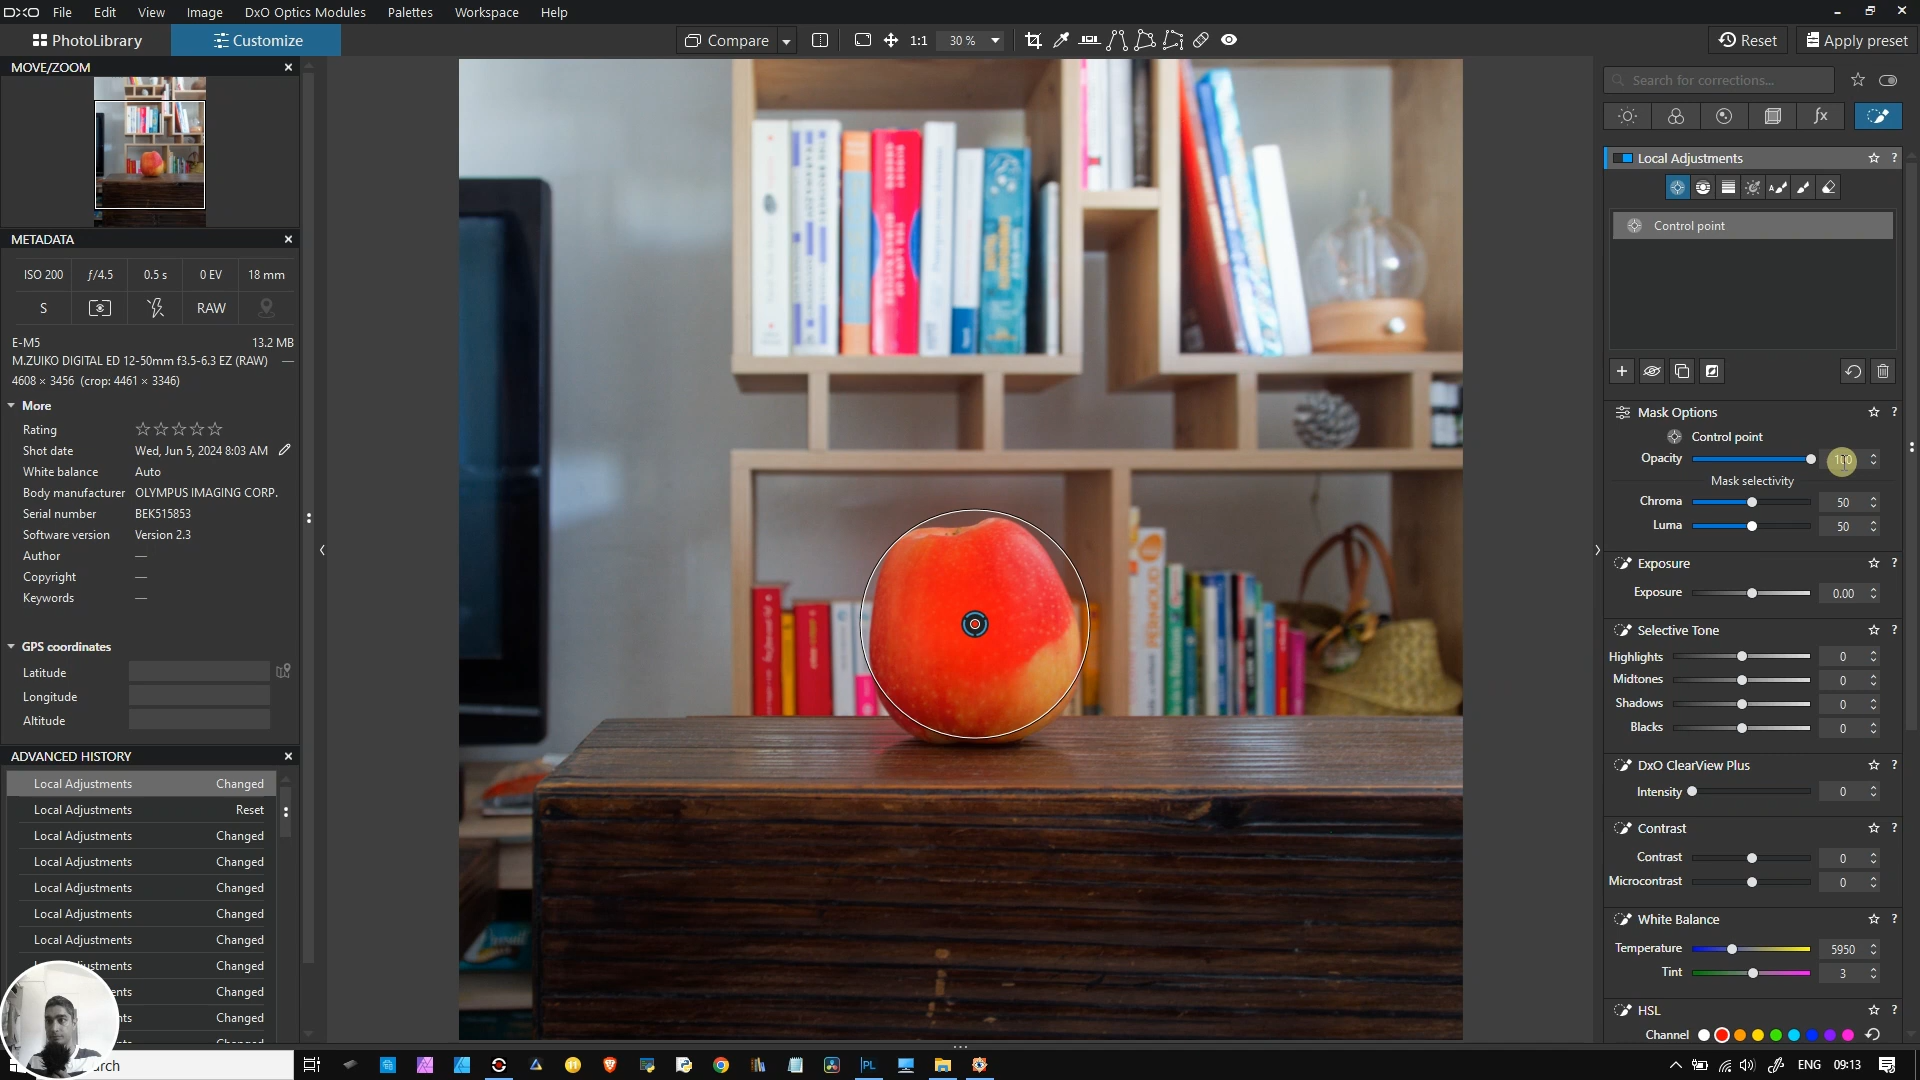 DXO File Edit View Image DxO Optics Modules Palettes Workspace Help
PhotoLibrary Customize Compare 1:1 30 % Reset Apply preset
MOVE/ZOOM
METADATA
ISO 200 ƒ/4.5 0.5 s 0 EV 18 mm
S RAW
E-M5 13.2 MB
M.ZUIKO DIGITAL ED 12-50mm f3.5-6.3 EZ (RAW) —
4608 × 3456 (crop: 4461 × 3346)
More
Rating
Shot date Wed, Jun 5, 2024 8:03 AM
White balance Auto
Body manufacturer OLYMPUS IMAGING CORP.
Serial number BEK515853
Software version Version 2.3
Author —
Copyright —
Keywords —
GPS coordinates
Latitude
Longitude
Altitude
ADVANCED HISTORY
Local Adjustments Changed
Local Adjustments Reset
Local Adjustments Changed
Local Adjustments Changed
Local Adjustments Changed
Local Adjustments Changed
Local Adjustments Changed
Changed
Changed
Changed
Search for corrections...
fx
Local Adjustments ?
Control point
Mask Options ?
Control point
Opacity 100
Mask selectivity
Chroma 50
Luma 50
Exposure ?
Exposure 0.00
Selective Tone ?
Highlights 0
Midtones 0
Shadows 0
Blacks 0
DxO ClearView Plus ?
Intensity 0
Contrast ?
Contrast 0
Microcontrast 0
White Balance ?
Temperature 5950
Tint 3
HSL ?
Channel
PL ENG 09:13